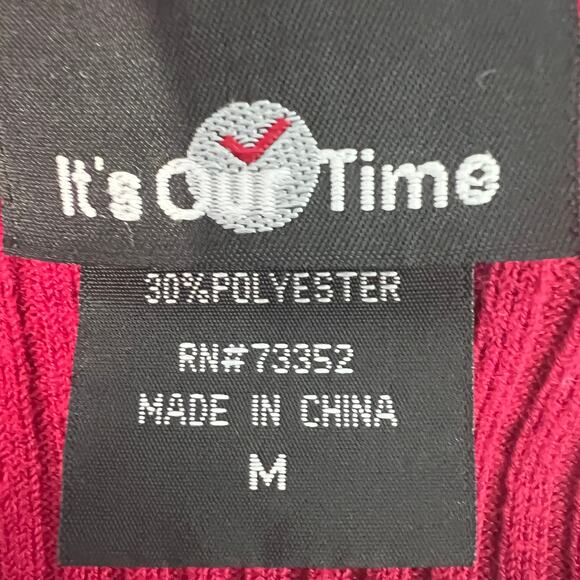 It's Our Time
30%POLYESTER
RN#73352
MADE IN CHINA
M